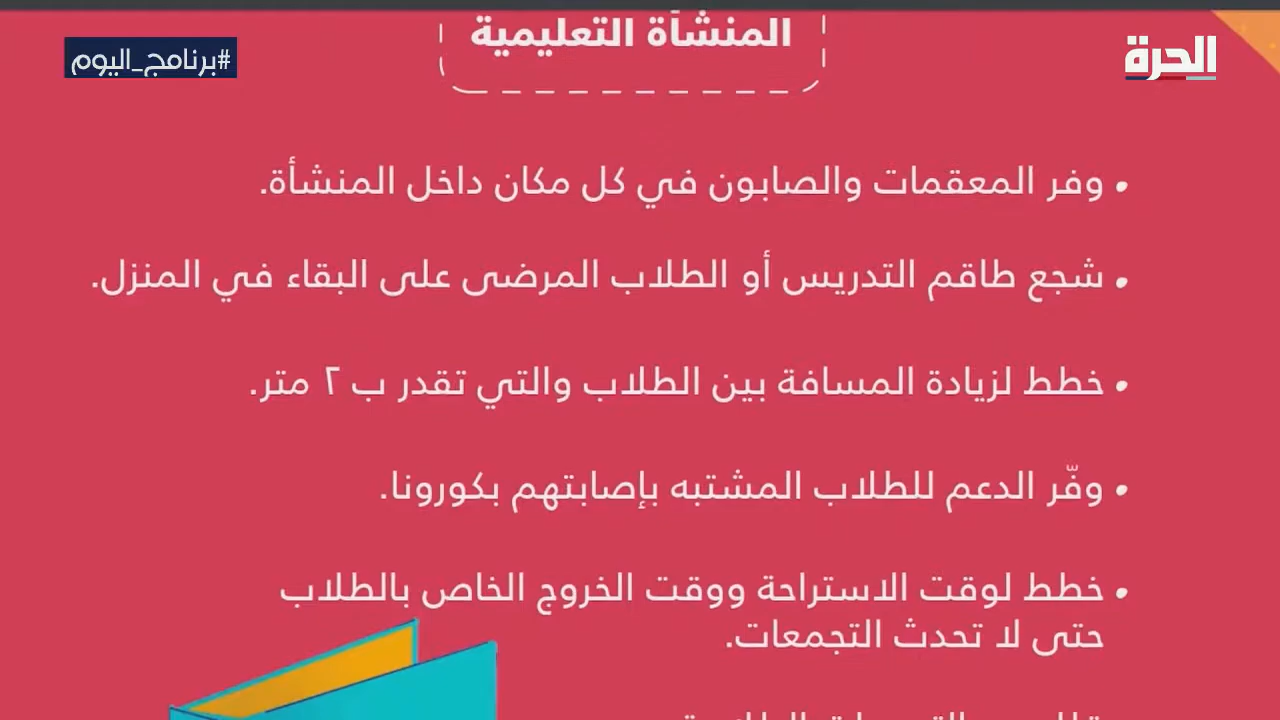 المنشأة التعليمية
#برنامج_اليوم
الحرة
• وفر المعقمات والصابون في كل مكان داخل المنشأة.
• شجع طاقم التدريس أو الطلاب المرضى على البقاء في المنزل.
• خطط لزيادة المسافة بين الطلاب والتي تقدر ب ٢ متر.
• وفّر الدعم للطلاب المشتبه بإصابتهم بكورونا.
• خطط لوقت الاستراحة ووقت الخروج الخاص بالطلاب
حتى لا تحدث التجمعات.